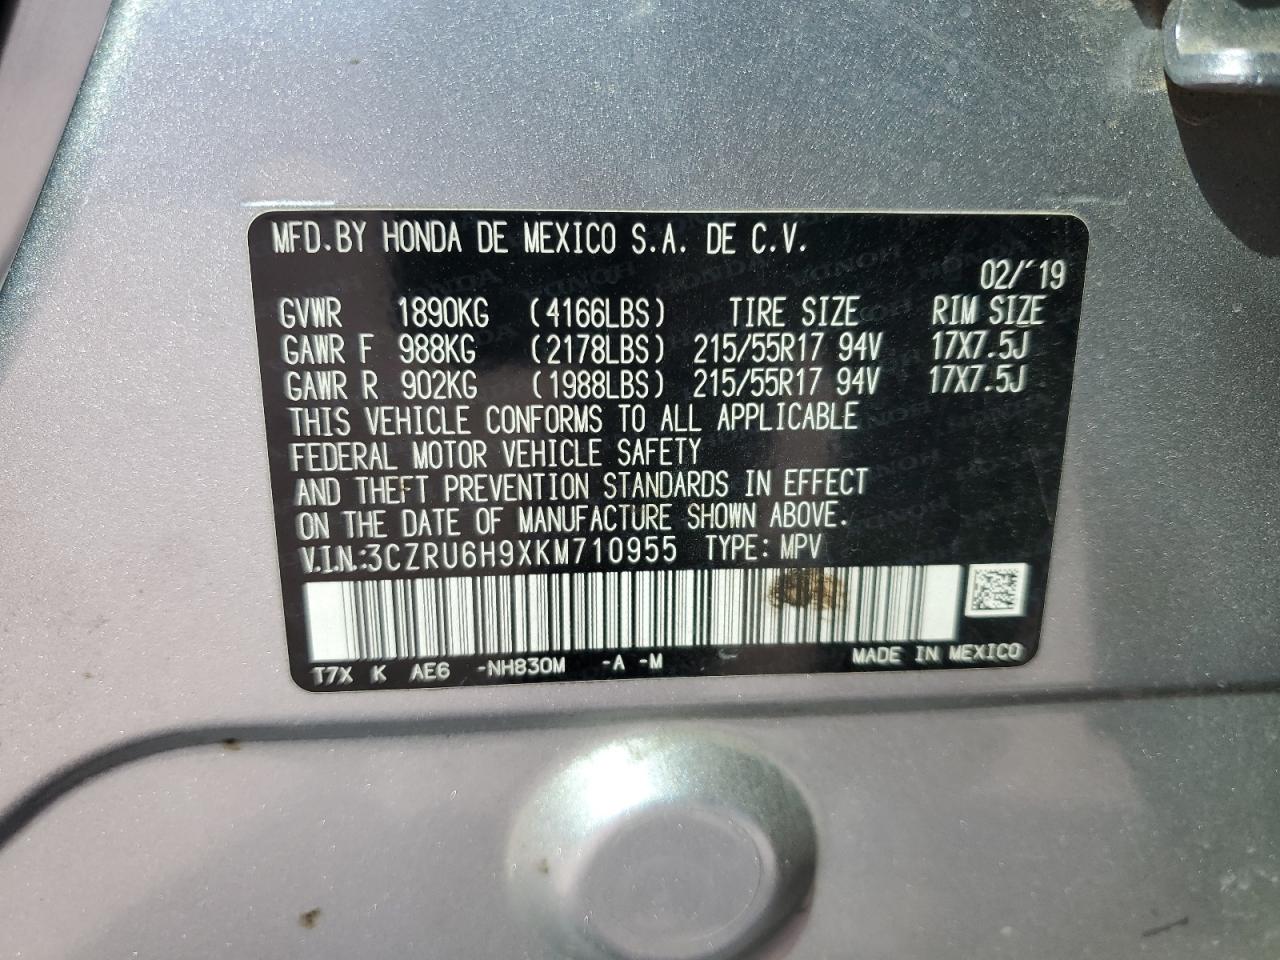 MFD.BY HONDA DE MEXICO S.A. DE C.V.
02/´19
GVWR 1890KG (4166LBS) TIRE SIZE RIM SIZE
GAWR F 988KG (2178LBS) 215/55R17 94V 17X7.5J
GAWR R 902KG (1988LBS) 215/55R17 94V 17X7.5J
THIS VEHICLE CONFORMS TO ALL APPLICABLE
FEDERAL MOTOR VEHICLE SAFETY
AND THEFT PREVENTION STANDARDS IN EFFECT
ON THE DATE OF MANUFACTURE SHOWN ABOVE.
V.I.N.:3CZRU6H9XKM710955 TYPE: MPV
T7X K AE6 -NH830M -A -M MADE IN MEXICO